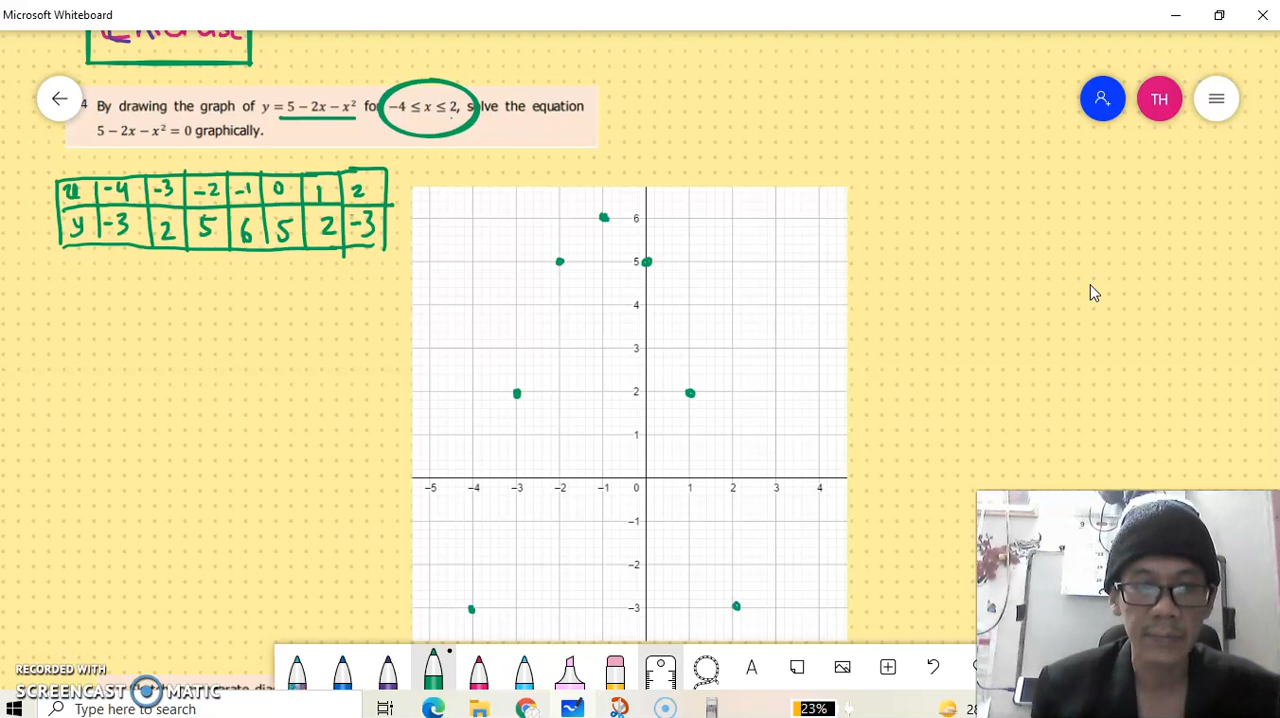 Microsoft Whiteboard
4 By drawing the graph of y = 5 − 2x − x² for −4 ≤ x ≤ 2, solve the equation
5 − 2x − x² = 0 graphically.
TH
x -4 -3 -2 -1 0 1 2
y -3 2 5 6 5 2 -3
6
5
4
3
2
1
−5 −4 −3 −2 −1 0 1 2 3 4
−1
−2
−3
A
RECORDED WITH
SCREENCAST MATIC
Type here to search
23%